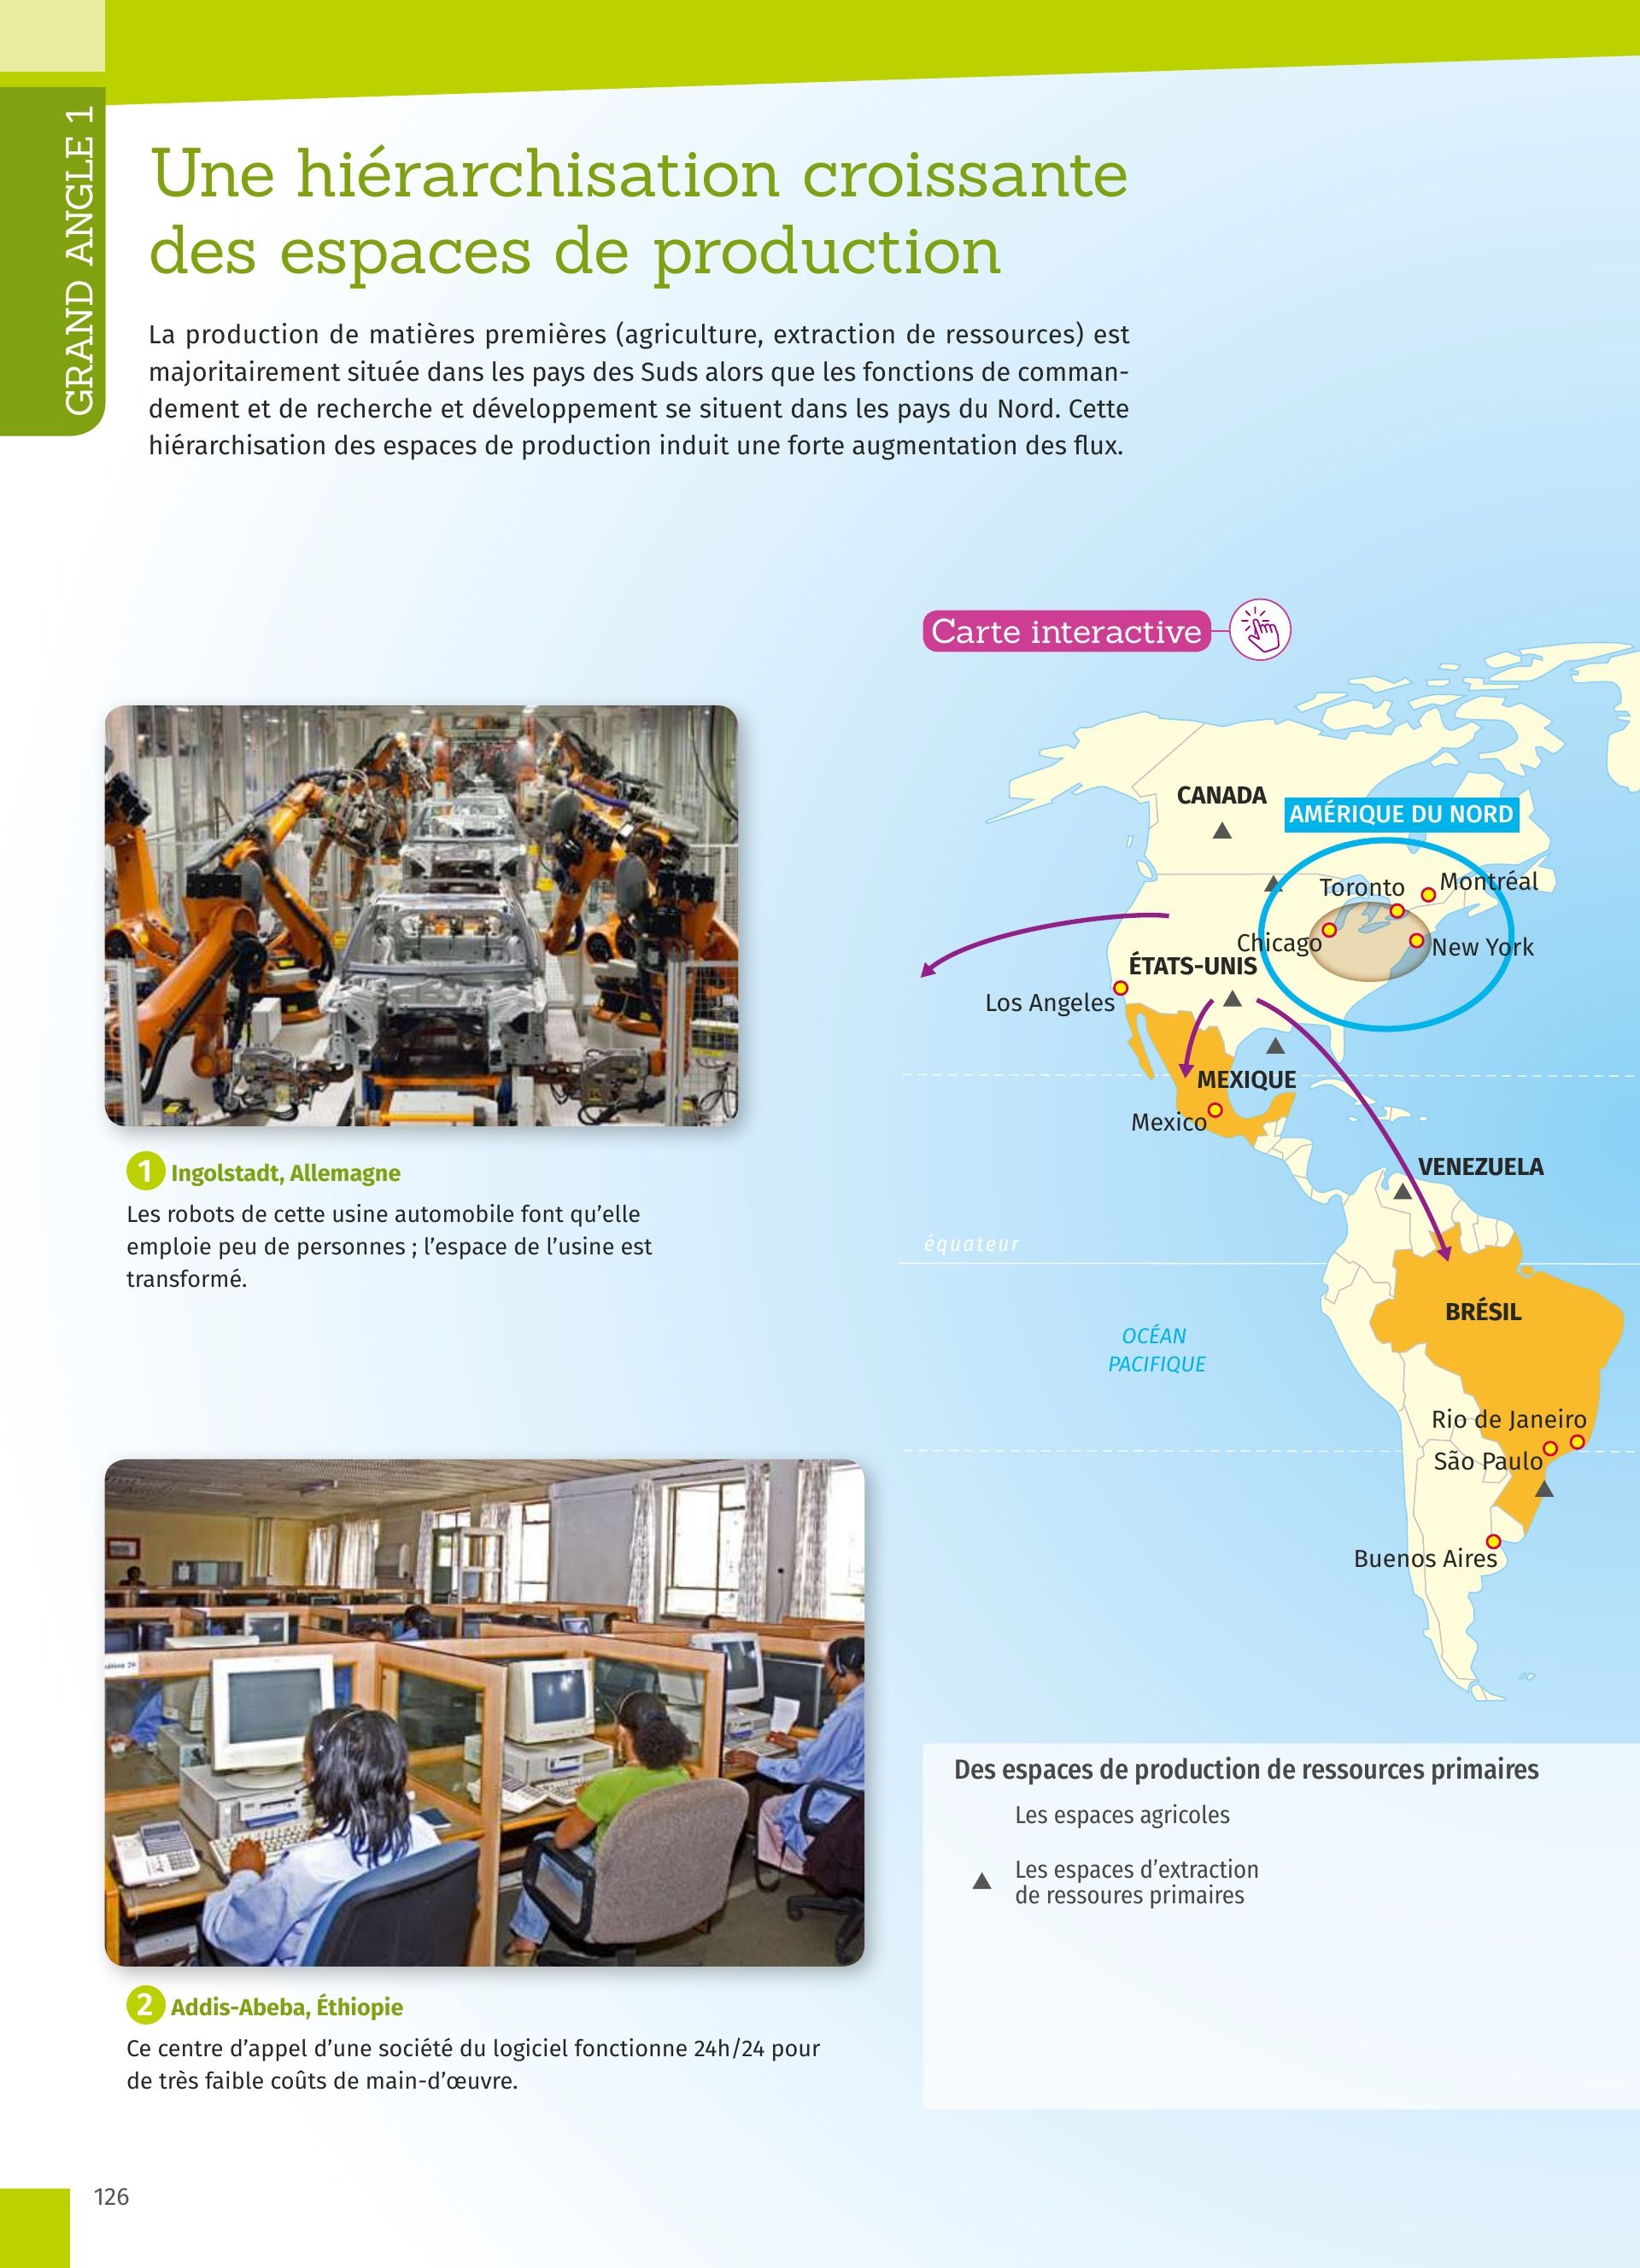 GRAND ANGLE 1
Une hiérarchisation croissante
des espaces de production
La production de matières premières (agriculture, extraction de ressources) est
majoritairement située dans les pays des Suds alors que les fonctions de comman-
dement et de recherche et développement se situent dans les pays du Nord. Cette
hiérarchisation des espaces de production induit une forte augmentation des flux.
Carte interactive
CANADA
AMÉRIQUE DU NORD
Toronto
Montréal
Chicago
New York
ÉTATS-UNIS
Los Angeles
MEXIQUE
Mexico
VENEZUELA
équateur
BRÉSIL
OCÉAN
PACIFIQUE
Rio de Janeiro
São Paulo
Buenos Aires
1 Ingolstadt, Allemagne
Les robots de cette usine automobile font qu’elle
emploie peu de personnes ; l’espace de l’usine est
transformé.
2 Addis-Abeba, Éthiopie
Ce centre d’appel d’une société du logiciel fonctionne 24h/24 pour
de très faible coûts de main-d’œuvre.
Des espaces de production de ressources primaires
Les espaces agricoles
Les espaces d’extraction
de ressoures primaires
126